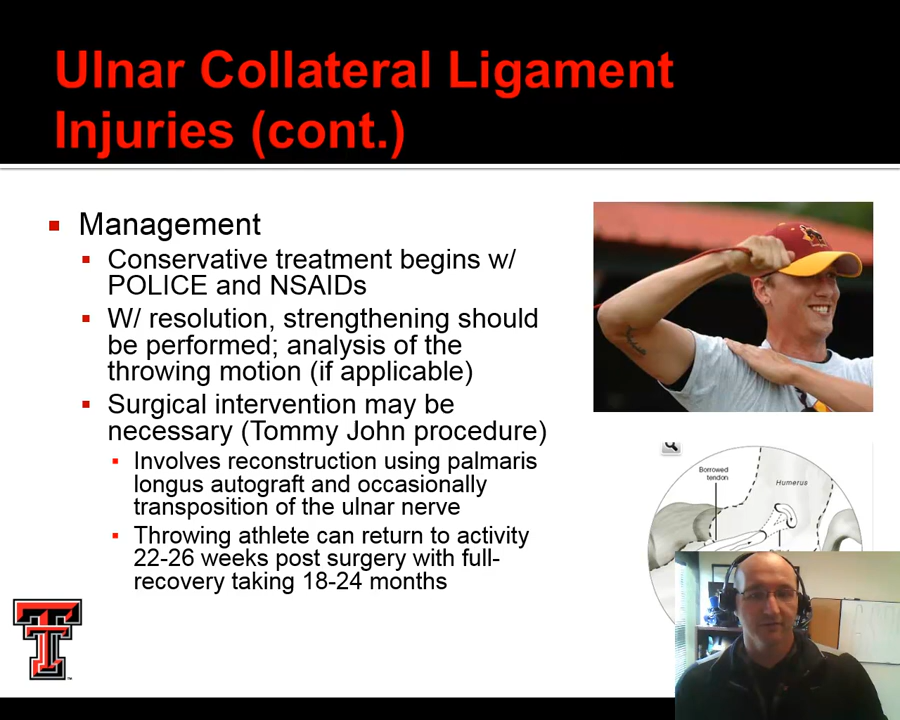 Ulnar Collateral Ligament
Injuries (cont.)
Management
Conservative treatment begins w/
POLICE and NSAIDs
W/ resolution, strengthening should
be performed; analysis of the
throwing motion (if applicable)
Surgical intervention may be
necessary (Tommy John procedure)
Involves reconstruction using palmaris
longus autograft and occasionally
transposition of the ulnar nerve
Throwing athlete can return to activity
22-26 weeks post surgery with full-
recovery taking 18-24 months
Borrowed
tendon
Humerus